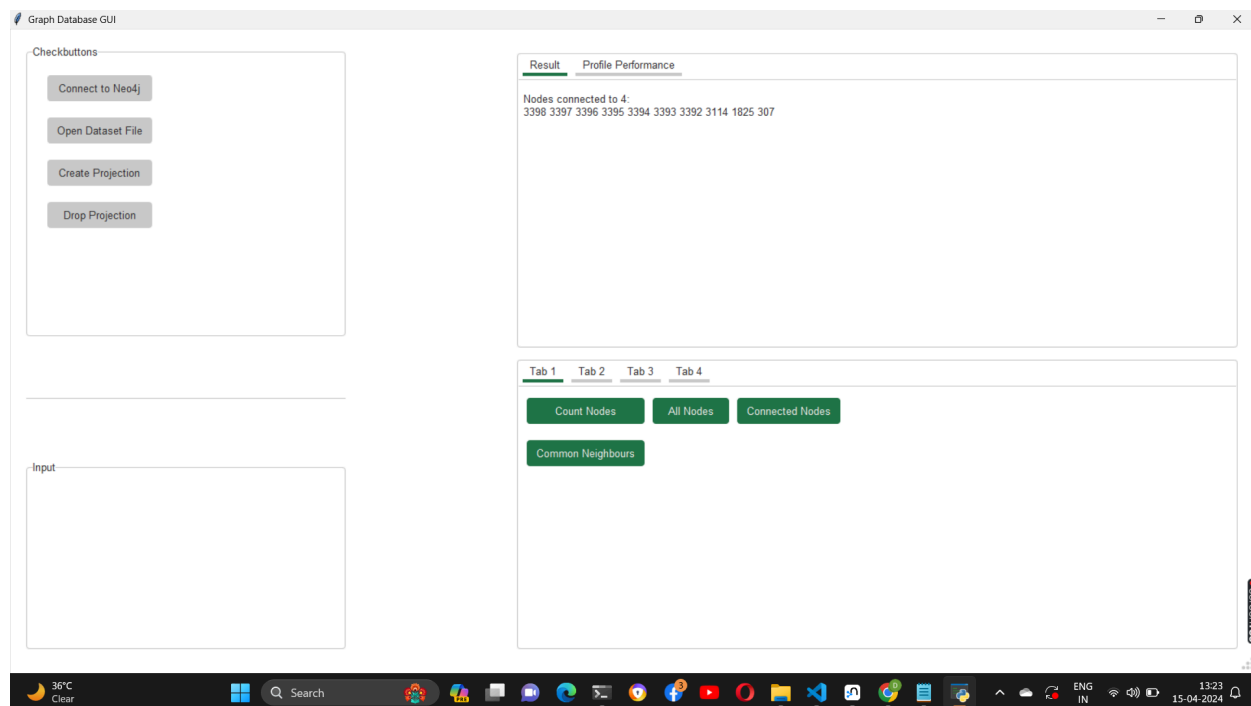 Graph Database GUI
Checkbuttons
Connect to Neo4j
Open Dataset File
Create Projection
Drop Projection
Input
Result Profile Performance
Nodes connected to 4:
3398 3397 3396 3395 3394 3393 3392 3114 1825 307
Tab 1 Tab 2 Tab 3 Tab 4
Count Nodes All Nodes Connected Nodes
Common Neighbours
36°C
Clear
Search
PRE
3
ENG
IN
13:23
15-04-2024